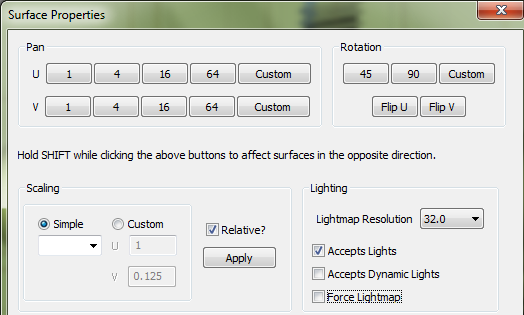 Surface Properties
Pan
Rotation
U 1 4 16 64 Custom
45 90 Custom
V 1 4 16 64 Custom
Flip U Flip V
Hold SHIFT while clicking the above buttons to affect surfaces in the opposite direction.
Scaling
Lighting
Simple Custom
Lightmap Resolution 32.0
U 1
Relative?
Accepts Lights
Apply
Accepts Dynamic Lights
V 0.125
Force Lightmap